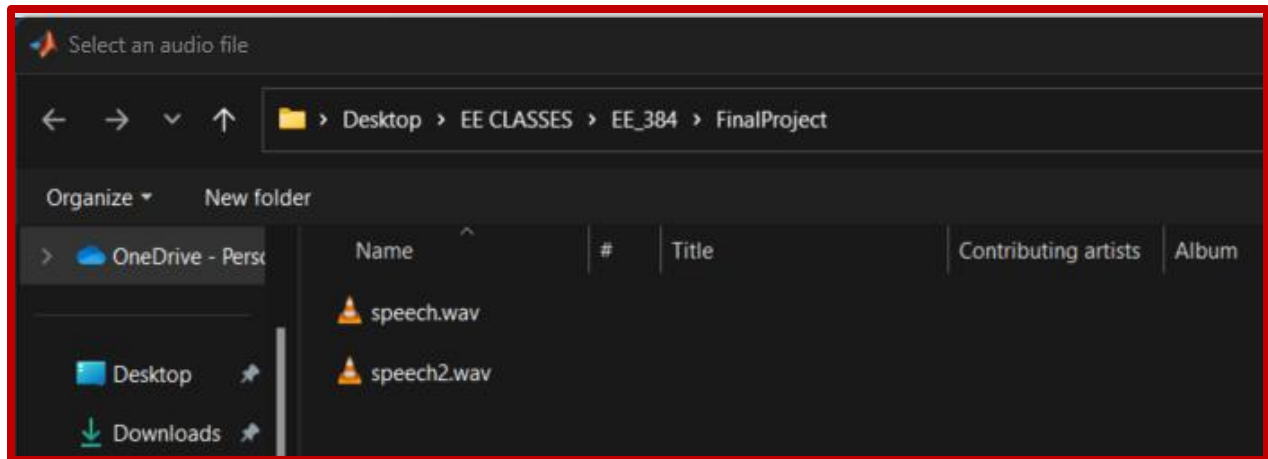 Select an audio file
Desktop > EE CLASSES > EE_384 > FinalProject
Organize New folder
OneDrive - Perso
Name # Title Contributing artists Album
speech.wav
Desktop speech2.wav
Downloads